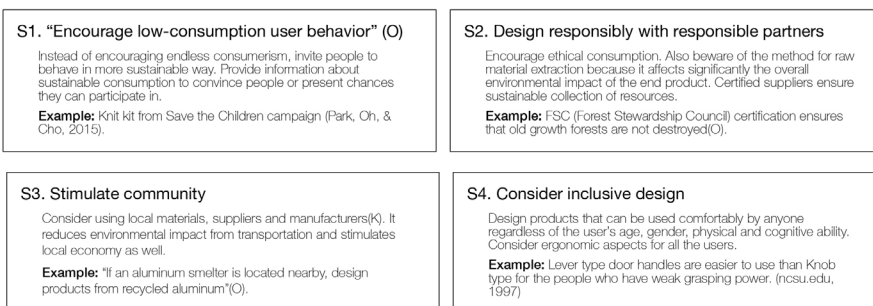 S1. “Encourage low-consumption user behavior” (O)
Instead of encouraging endless consumerism, invite people to
behave in more sustainable way. Provide information about
sustainable consumption to convince people or present chances
they can participate in.
Example: Knit kit from Save the Children campaign (Park, Oh, &
Cho, 2015).
S2. Design responsibly with responsible partners
Encourage ethical consumption. Also beware of the method for raw
material extraction because it affects significantly the overall
environmental impact of the end product. Certified suppliers ensure
sustainable collection of resources.
Example: FSC (Forest Stewardship Council) certification ensures
that old growth forests are not destroyed(O).
S3. Stimulate community
Consider using local materials, suppliers and manufacturers(K). It
reduces environmental impact from transportation and stimulates
local economy as well.
Example: “If an aluminum smelter is located nearby, design
products from recycled aluminum”(O).
S4. Consider inclusive design
Design products that can be used comfortably by anyone
regardless of the user's age, gender, physical and cognitive ability.
Consider ergonomic aspects for all the users.
Example: Lever type door handles are easier to use than Knob
type for the people who have weak grasping power. (ncsu.edu,
1997)